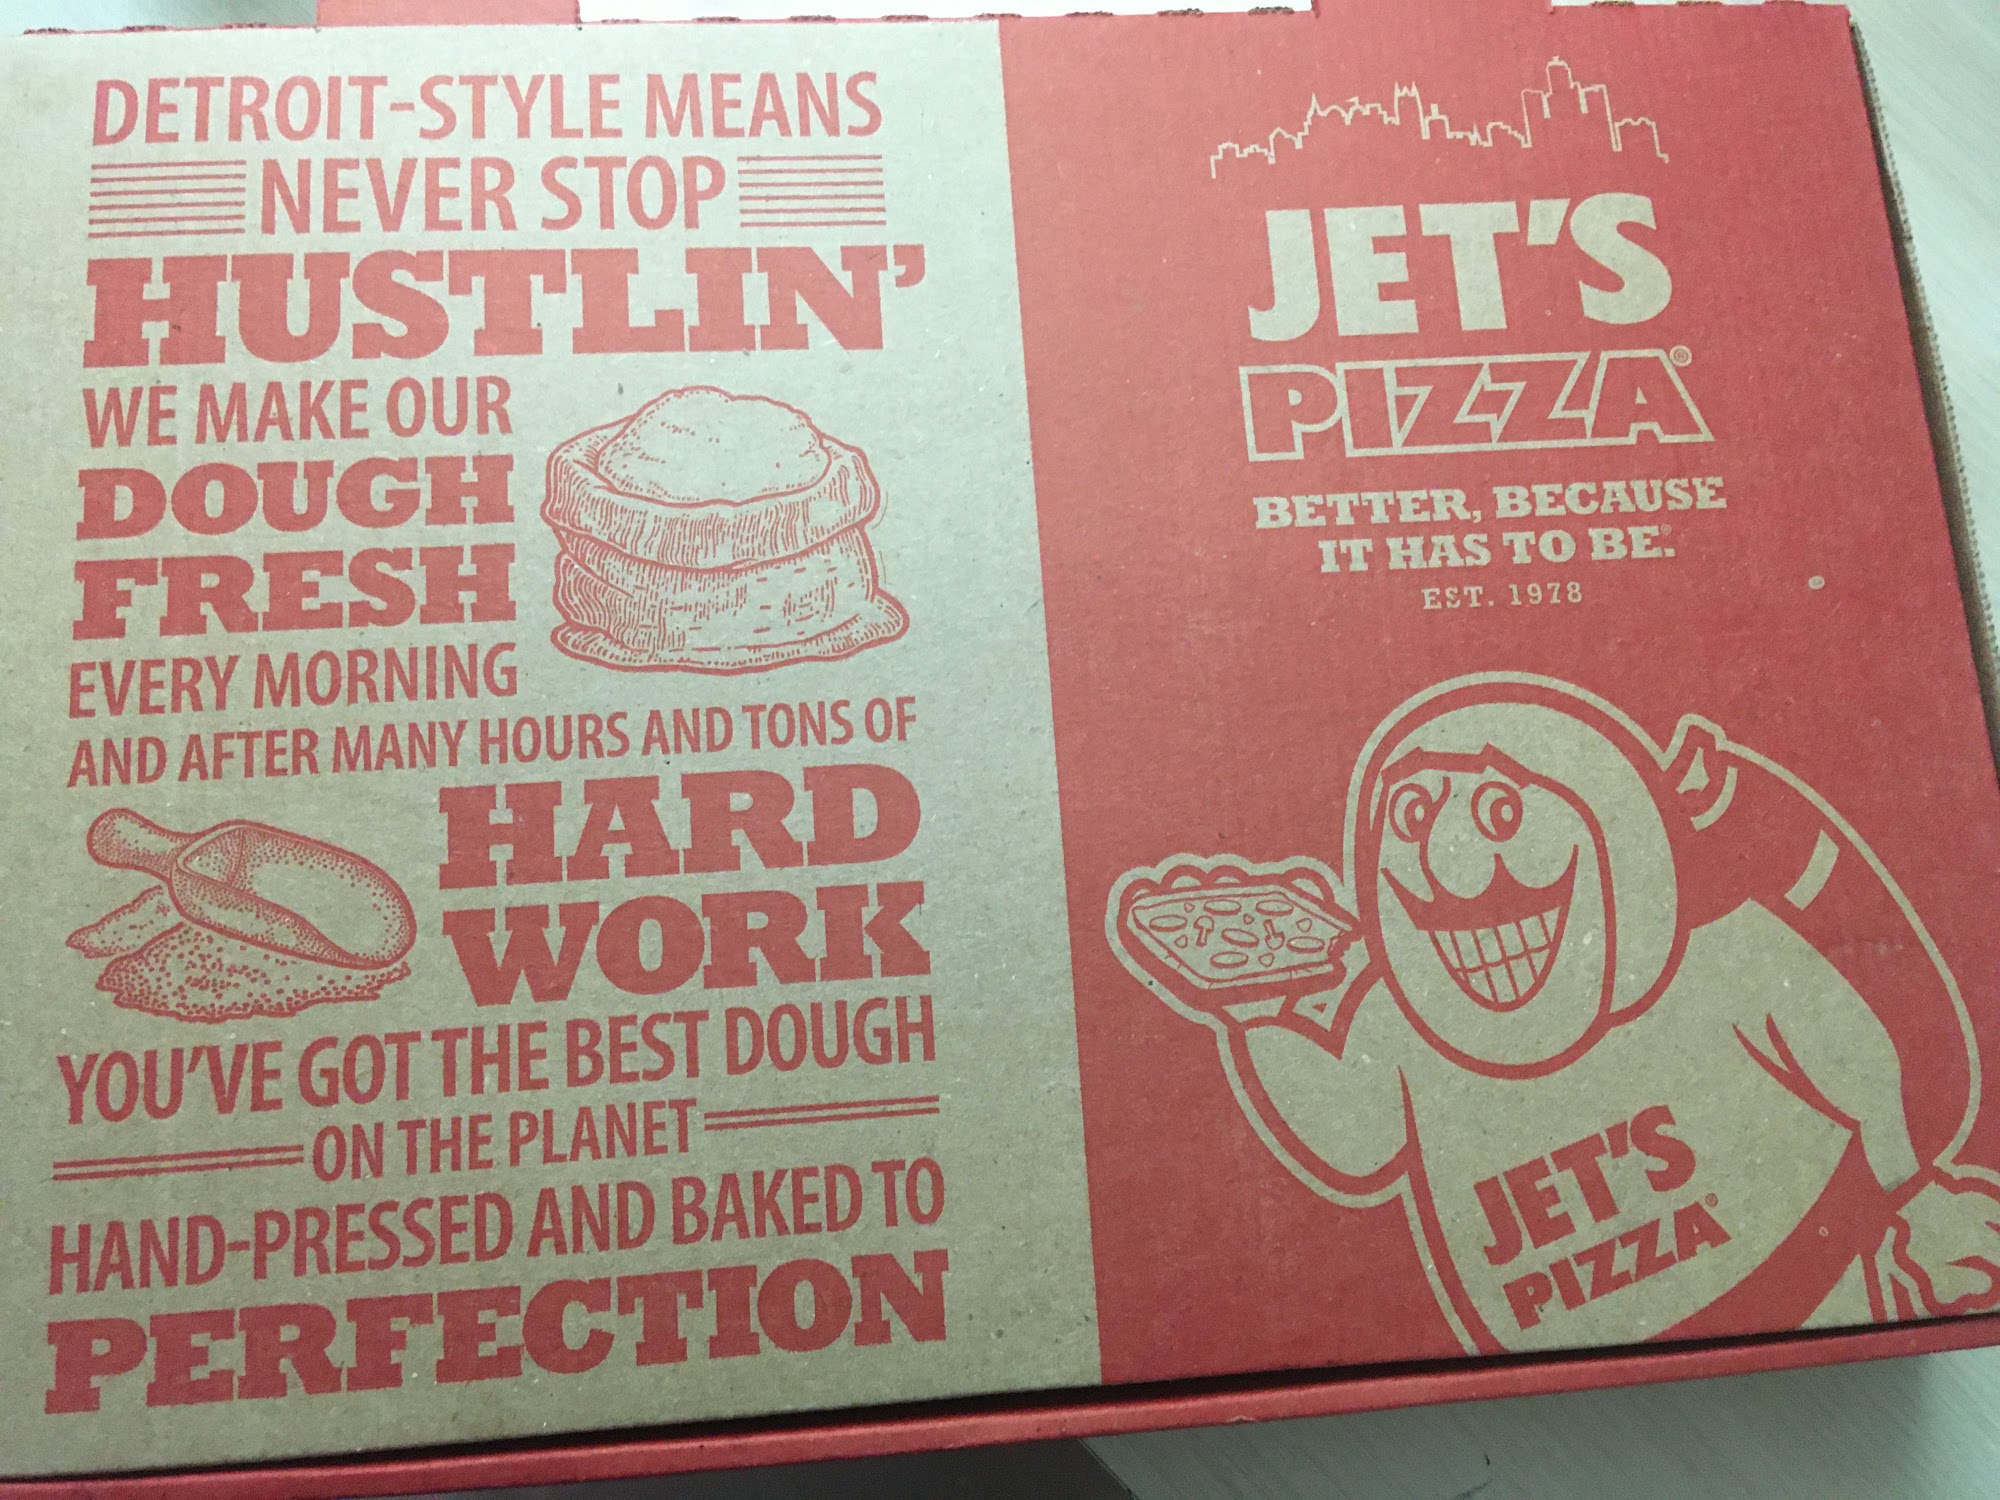 DETROIT-STYLE MEANS
NEVER STOP
HUSTLIN'
WE MAKE OUR
DOUGH
FRESH
EVERY MORNING
AND AFTER MANY HOURS AND TONS OF
HARD
WORK
YOU'VE GOT THE BEST DOUGH
ON THE PLANET
HAND-PRESSED AND BAKED TO
PERFECTION
JET'S
PIZZA®
BETTER, BECAUSE
IT HAS TO BE.®
EST. 1978
JET'S
PIZZA®